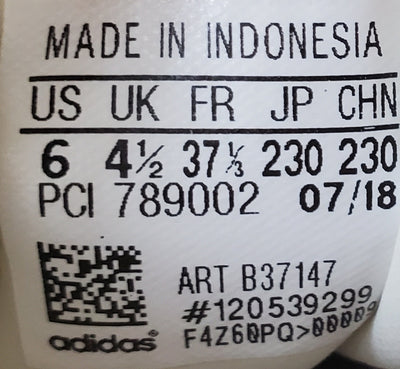 MADE IN INDONESIA
US UK FR JP CHN
6 4½ 37⅓ 230 230
PCI 789002 07/18
ART B37147
#120539299
F4Z60PQ>00009
adidas®